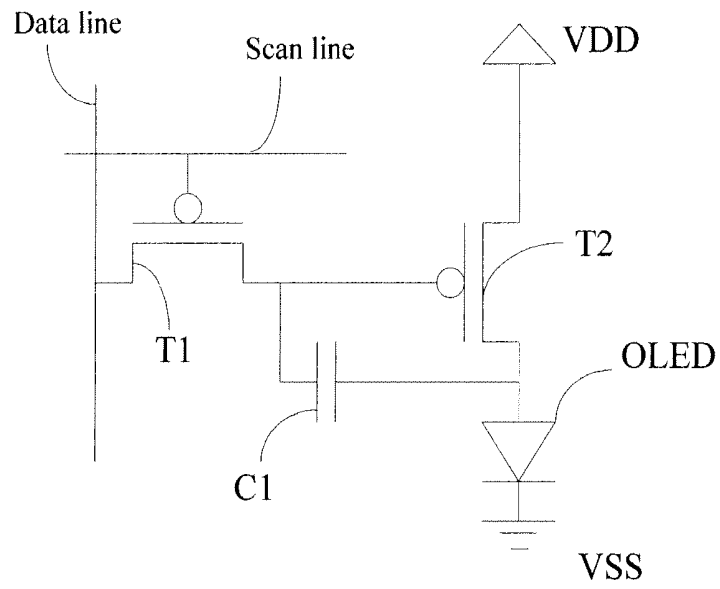 Data line
VDD
Scan line
T2
T1
OLED
C1
VSS